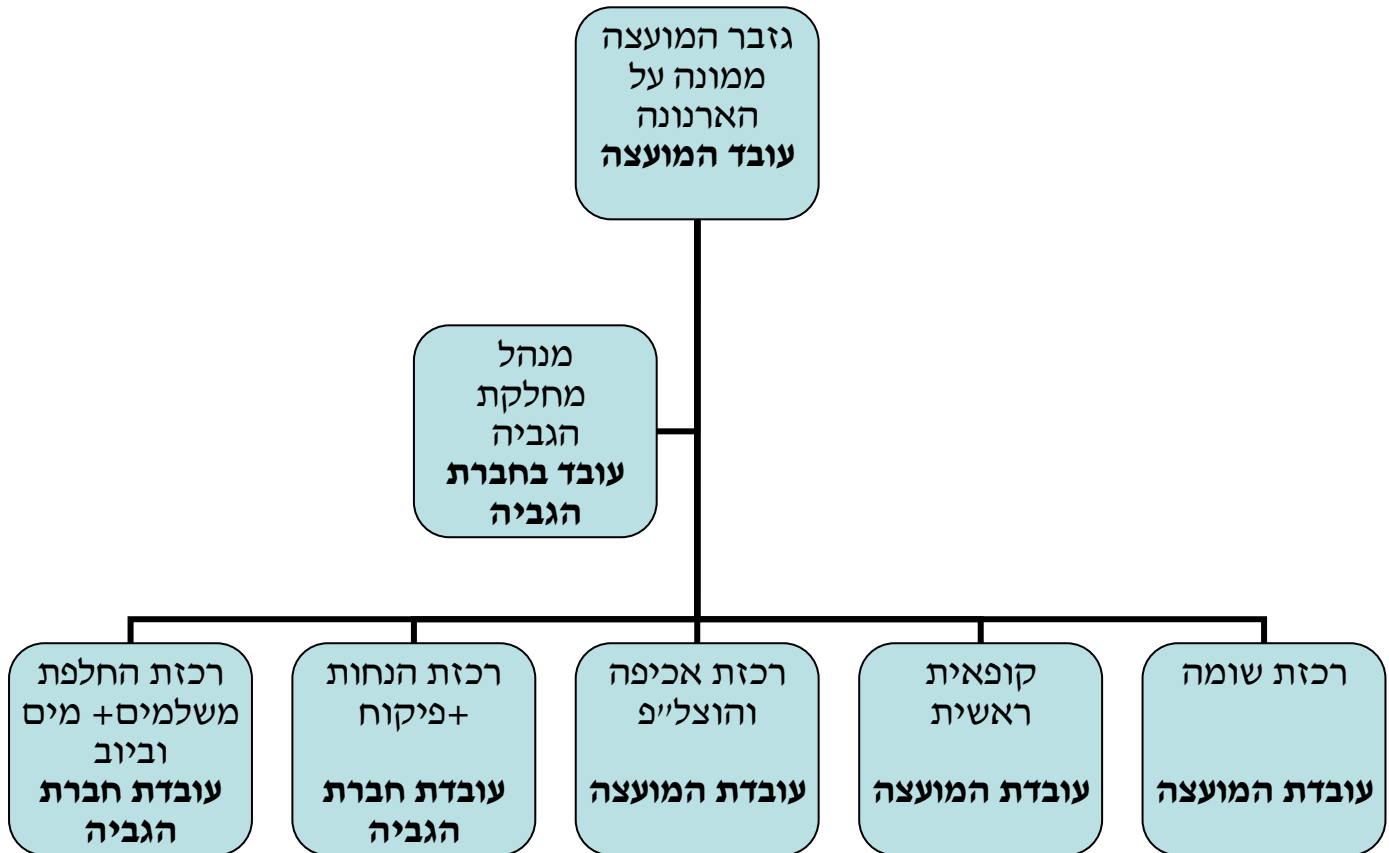 גזבר המועצה
ממונה על
הארנונה
עובד המועצה
מנהל
מחלקת
הגביה
עובד בחברת
הגביה
רכזת שומה
עובדת המועצה
קופאית
ראשית
עובדת המועצה
רכזת אכיפה
והוצל״פ
עובדת המועצה
רכזת הנחות
+פיקוח
עובדת חברת
הגביה
רכזת החלפת
משלמים+ מים
וביוב
עובדת חברת
הגביה